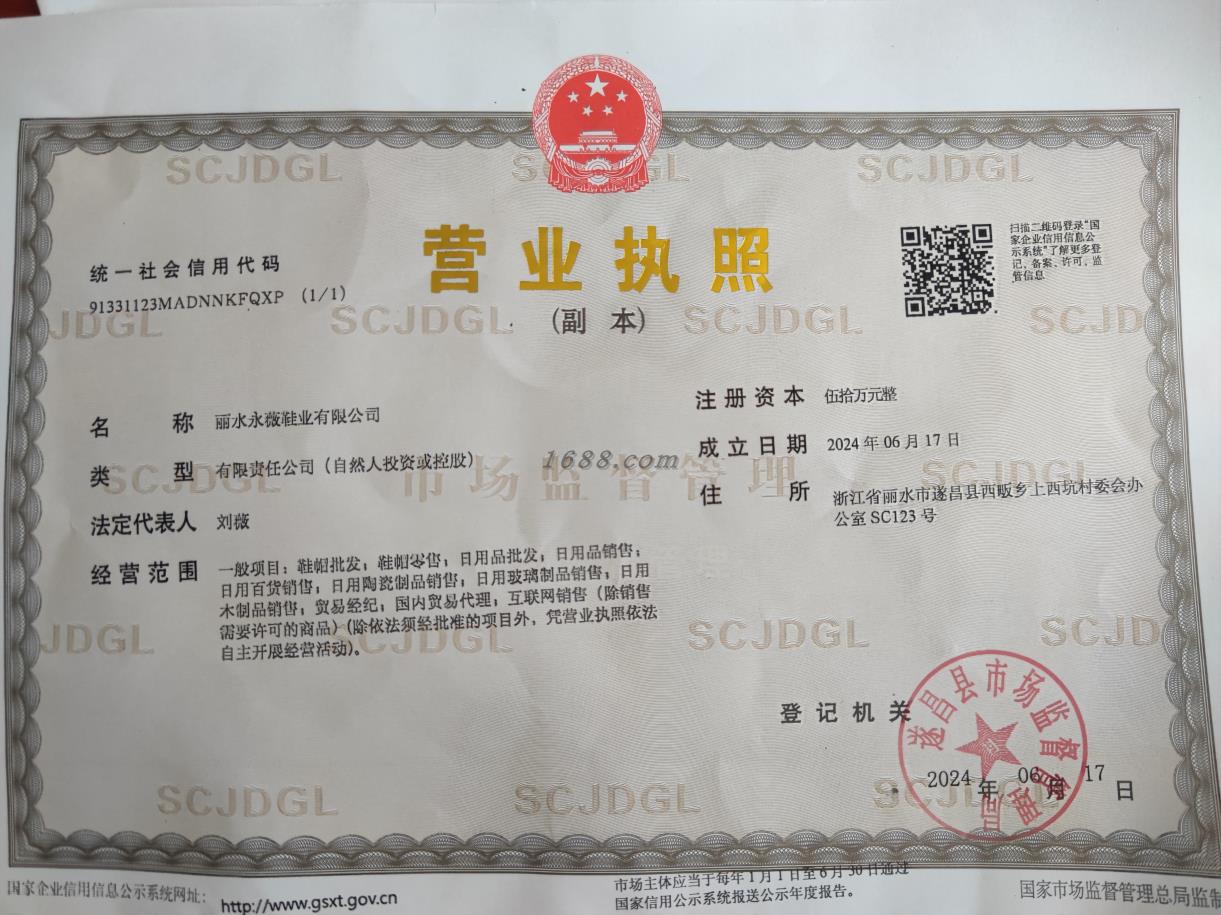 SCJDGL
SCJDGL
营业执照
(副 本)
统一社会信用代码
91331123MADNNKFQXP (1/1)
扫描二维码登录“国
家企业信用信息公
示系统”了解更多登
记、备案、许可、监
管信息
JDGL
SCJDGL
SCJDGL
SCJD
名 称 丽水永薇鞋业有限公司
类 型 有限责任公司（自然人投资或控股）
法定代表人 刘薇
经营范围 一般项目：鞋帽批发；鞋帽零售；日用品批发；日用品销售；
日用百货销售；日用陶瓷制品销售；日用玻璃制品销售；日用
木制品销售；贸易经纪；国内贸易代理；互联网销售（除销售
需要许可的商品）(除依法须经批准的项目外，凭营业执照依法
自主开展经营活动)。
注册资本 伍拾万元整
成立日期 2024 年 06 月 17 日
住 所 浙江省丽水市遂昌县西畈乡上西坑村委会办
公室 SC123 号
1688.com
SCJDGL
市场监督管理
SCJDGL
JDGL
SCJDGL
SCJDGL
SCJD
登记机关
遂昌县市场监督管理局
2024 年 06 月 17 日
SCJDGL
SCJDGL
SCJDGL
国家企业信用信息公示系统网址：
http://www.gsxt.gov.cn
市场主体应当于每年 1 月 1 日至 6 月 30 日通过
国家信用公示系统报送公示年度报告。
国家市场监督管理总局监制